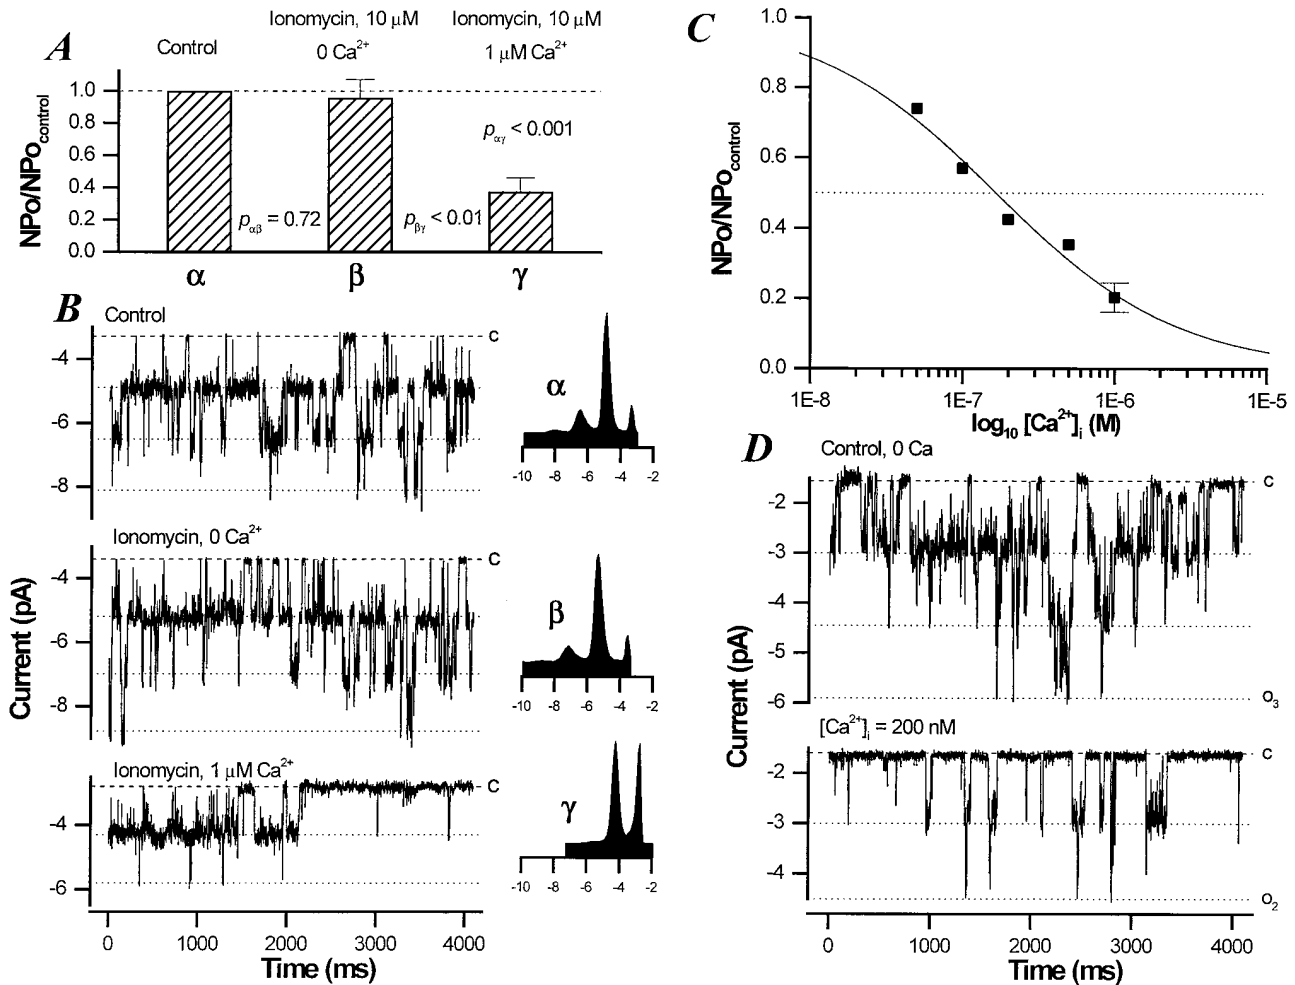 A
Control
Ionomycin, 10 μM
0 Ca²⁺
Ionomycin, 10 μM
1 μM Ca²⁺
NPo/NPo_control
1.0
0.8
0.6
0.4
0.2
0.0
p_αβ = 0.72
p_βγ < 0.01
p_αγ < 0.001
α
β
γ
B
Control
c
-4
-6
-8
α
-10 -8 -6 -4 -2
Ionomycin, 0 Ca²⁺
c
-4
-6
-8
β
-10 -8 -6 -4 -2
Ionomycin, 1 μM Ca²⁺
c
-4
-6
γ
-10 -8 -6 -4 -2
Current (pA)
0 1000 2000 3000 4000
Time (ms)
C
NPo/NPo_control
1.0
0.8
0.6
0.4
0.2
0.0
1E-8 1E-7 1E-6 1E-5
log₁₀ [Ca²⁺]ᵢ (M)
D
Control, 0 Ca
c
-2
-3
-4
-5
-6
o₃
[Ca²⁺]ᵢ = 200 nM
c
-2
-3
-4
o₂
Current (pA)
0 1000 2000 3000 4000
Time (ms)